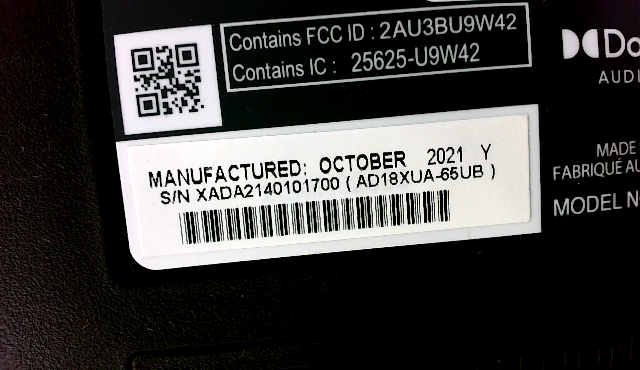 Contains FCC ID : 2AU3BU9W42
Contains IC : 25625-U9W42
MANUFACTURED: OCTOBER 2021 Y
S/N XADA2140101700 ( AD18XUA-65UB )
AUDI
MADE
FABRIQUÉ AU
MODEL N